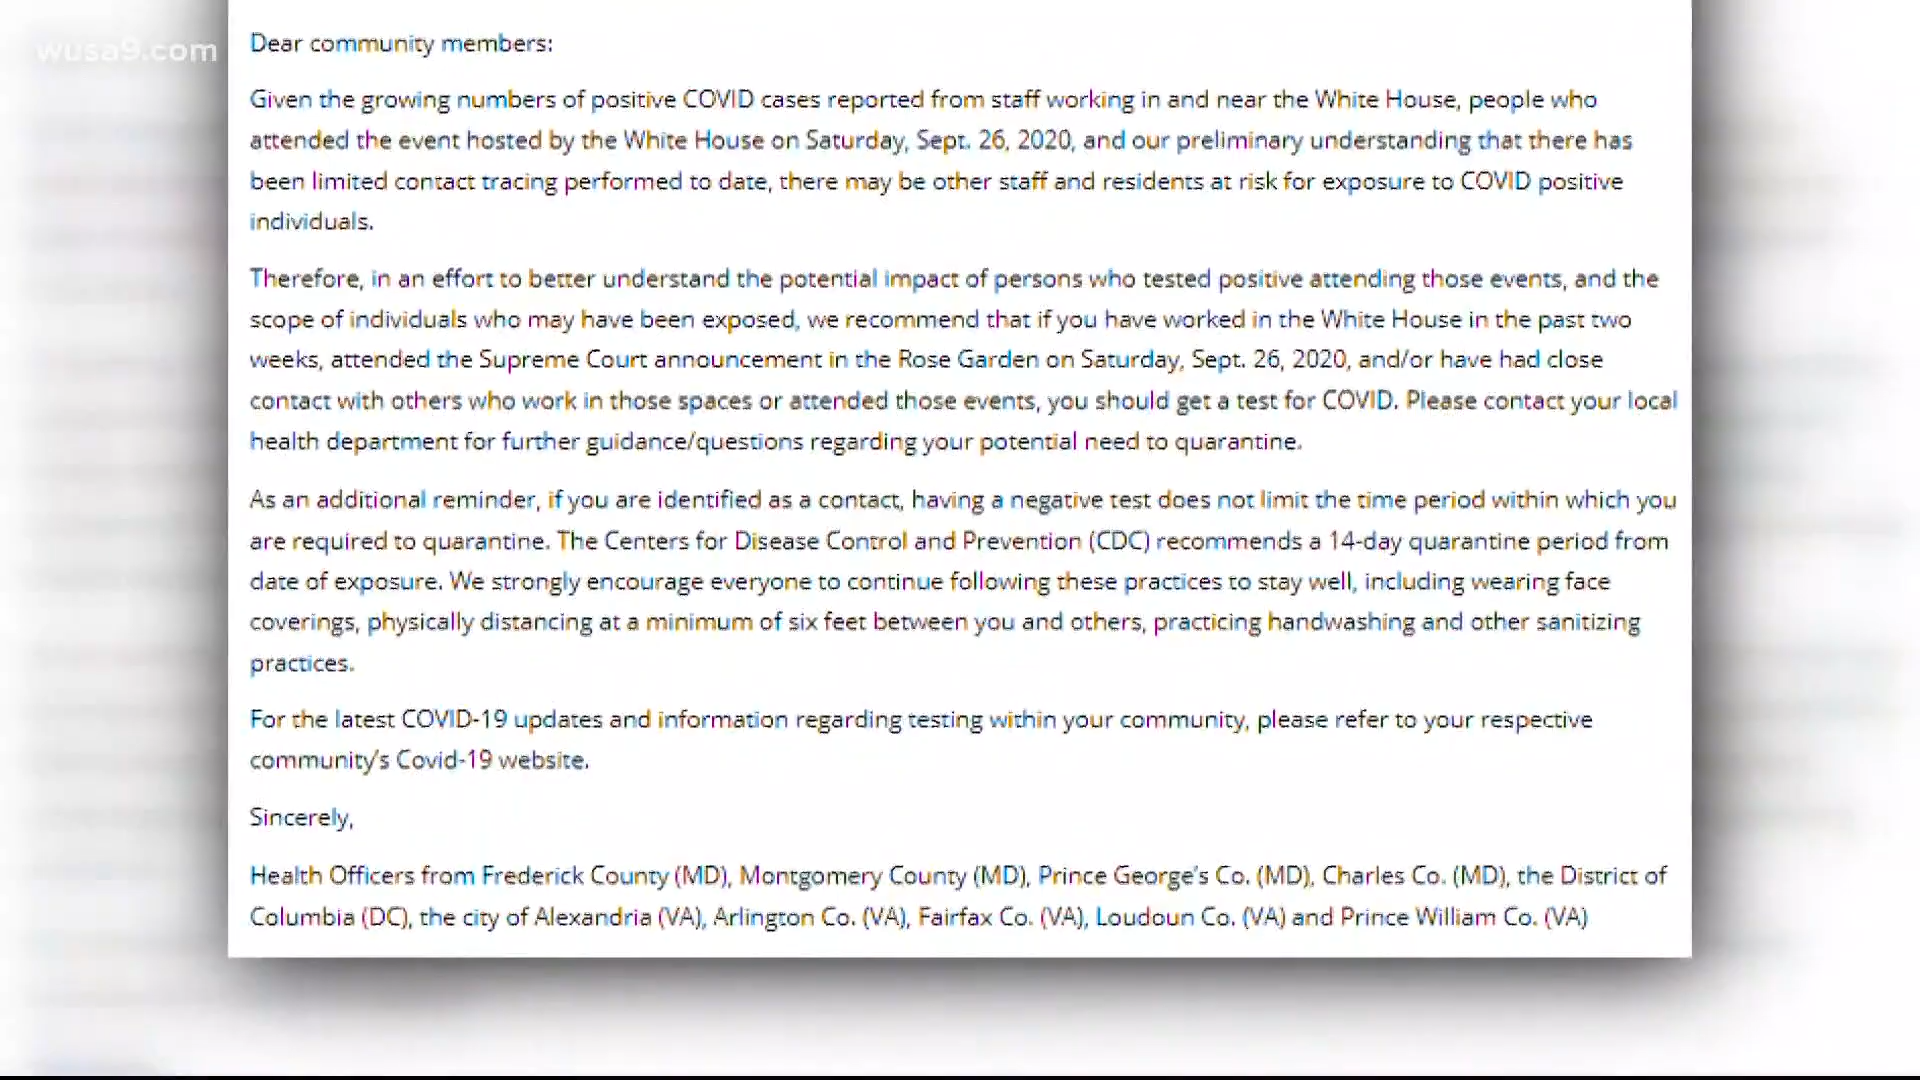 wusa9.com
Dear community members:
Given the growing numbers of positive COVID cases reported from staff working in and near the White House, people who
attended the event hosted by the White House on Saturday, Sept. 26, 2020, and our preliminary understanding that there has
been limited contact tracing performed to date, there may be other staff and residents at risk for exposure to COVID positive
individuals.
Therefore, in an effort to better understand the potential impact of persons who tested positive attending those events, and the
scope of individuals who may have been exposed, we recommend that if you have worked in the White House in the past two
weeks, attended the Supreme Court announcement in the Rose Garden on Saturday, Sept. 26, 2020, and/or have had close
contact with others who work in those spaces or attended those events, you should get a test for COVID. Please contact your local
health department for further guidance/questions regarding your potential need to quarantine.
As an additional reminder, if you are identified as a contact, having a negative test does not limit the time period within which you
are required to quarantine. The Centers for Disease Control and Prevention (CDC) recommends a 14-day quarantine period from
date of exposure. We strongly encourage everyone to continue following these practices to stay well, including wearing face
coverings, physically distancing at a minimum of six feet between you and others, practicing handwashing and other sanitizing
practices.
For the latest COVID-19 updates and information regarding testing within your community, please refer to your respective
community's Covid-19 website.
Sincerely,
Health Officers from Frederick County (MD), Montgomery County (MD), Prince George's Co. (MD), Charles Co. (MD), the District of
Columbia (DC), the city of Alexandria (VA), Arlington Co. (VA), Fairfax Co. (VA), Loudoun Co. (VA) and Prince William Co. (VA)